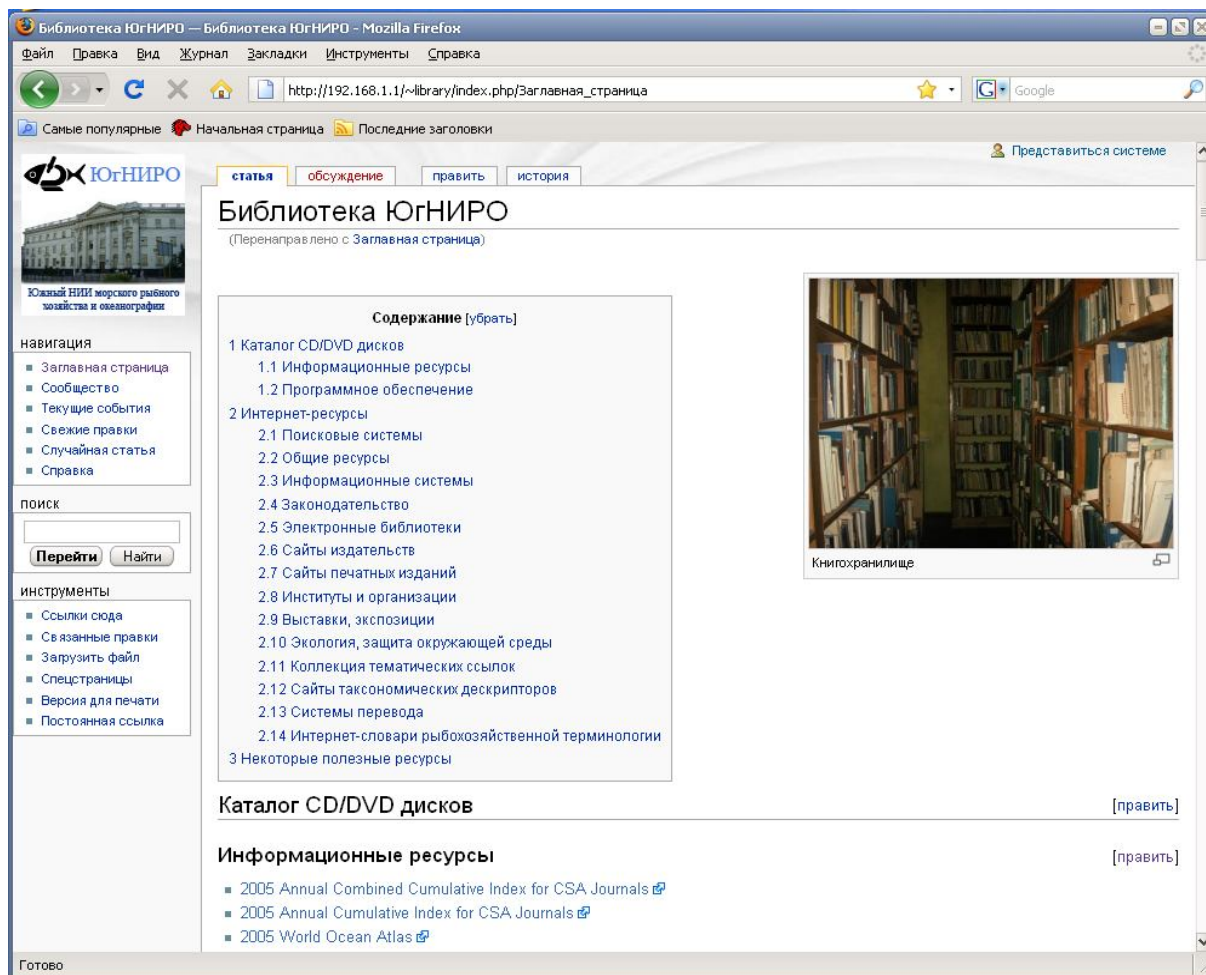 Библиотека ЮгНИРО — Библиотека ЮгНИРО - Mozilla Firefox
Файл Правка Вид Журнал Закладки Инструменты Справка
http://192.168.1.1/~library/index.php/Заглавная_страница
G Google
Самые популярные Начальная страница Последние заголовки
Представиться системе
ЮгНИРО
Южный НИИ морского рыбного
хозяйства и океанографии
статья обсуждение править история
Библиотека ЮгНИРО
(Перенаправлено с Заглавная страница)
навигация
Заглавная страница
Сообщество
Текущие события
Свежие правки
Случайная статья
Справка
поиск
Перейти Найти
инструменты
Ссылки сюда
Связанные правки
Загрузить файл
Спецстраницы
Версия для печати
Постоянная ссылка
Содержание [убрать]
1 Каталог CD/DVD дисков
1.1 Информационные ресурсы
1.2 Программное обеспечение
2 Интернет-ресурсы
2.1 Поисковые системы
2.2 Общие ресурсы
2.3 Информационные системы
2.4 Законодательство
2.5 Электронные библиотеки
2.6 Сайты издательств
2.7 Сайты печатных изданий
2.8 Институты и организации
2.9 Выставки, экспозиции
2.10 Экология, защита окружающей среды
2.11 Коллекция тематических ссылок
2.12 Сайты таксономических дескрипторов
2.13 Системы перевода
2.14 Интернет-словари рыбохозяйственной терминологии
3 Некоторые полезные ресурсы
Книгохранилище
Каталог CD/DVD дисков [править]
Информационные ресурсы [править]
2005 Annual Combined Cumulative Index for CSA Journals
2005 Annual Cumulative Index for CSA Journals
2005 World Ocean Atlas
Готово